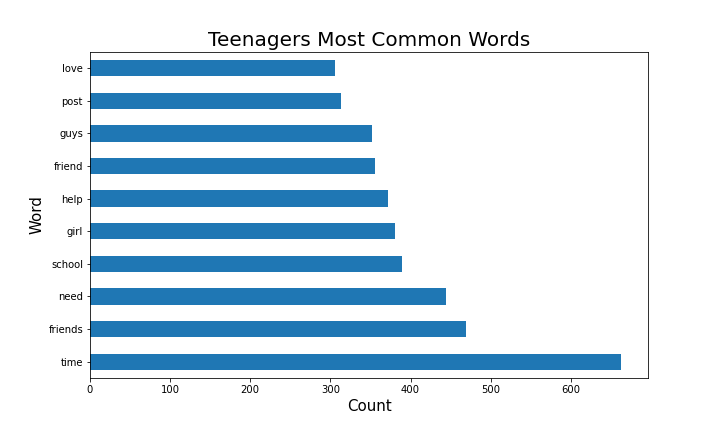 Teenagers Most Common Words
love
post
guys
friend
help
girl
school
need
friends
time
Word
0 100 200 300 400 500 600
Count